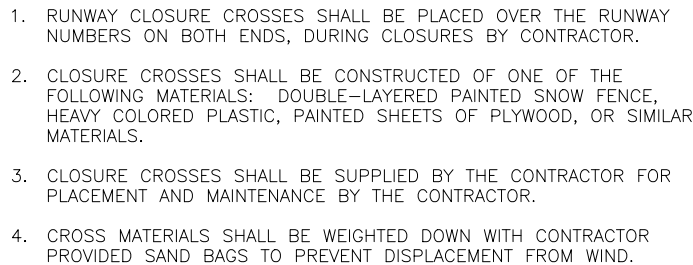 1. RUNWAY CLOSURE CROSSES SHALL BE PLACED OVER THE RUNWAY
NUMBERS ON BOTH ENDS, DURING CLOSURES BY CONTRACTOR.
2. CLOSURE CROSSES SHALL BE CONSTRUCTED OF ONE OF THE
FOLLOWING MATERIALS: DOUBLE-LAYERED PAINTED SNOW FENCE,
HEAVY COLORED PLASTIC, PAINTED SHEETS OF PLYWOOD, OR SIMILAR
MATERIALS.
3. CLOSURE CROSSES SHALL BE SUPPLIED BY THE CONTRACTOR FOR
PLACEMENT AND MAINTENANCE BY THE CONTRACTOR.
4. CROSS MATERIALS SHALL BE WEIGHTED DOWN WITH CONTRACTOR
PROVIDED SAND BAGS TO PREVENT DISPLACEMENT FROM WIND.